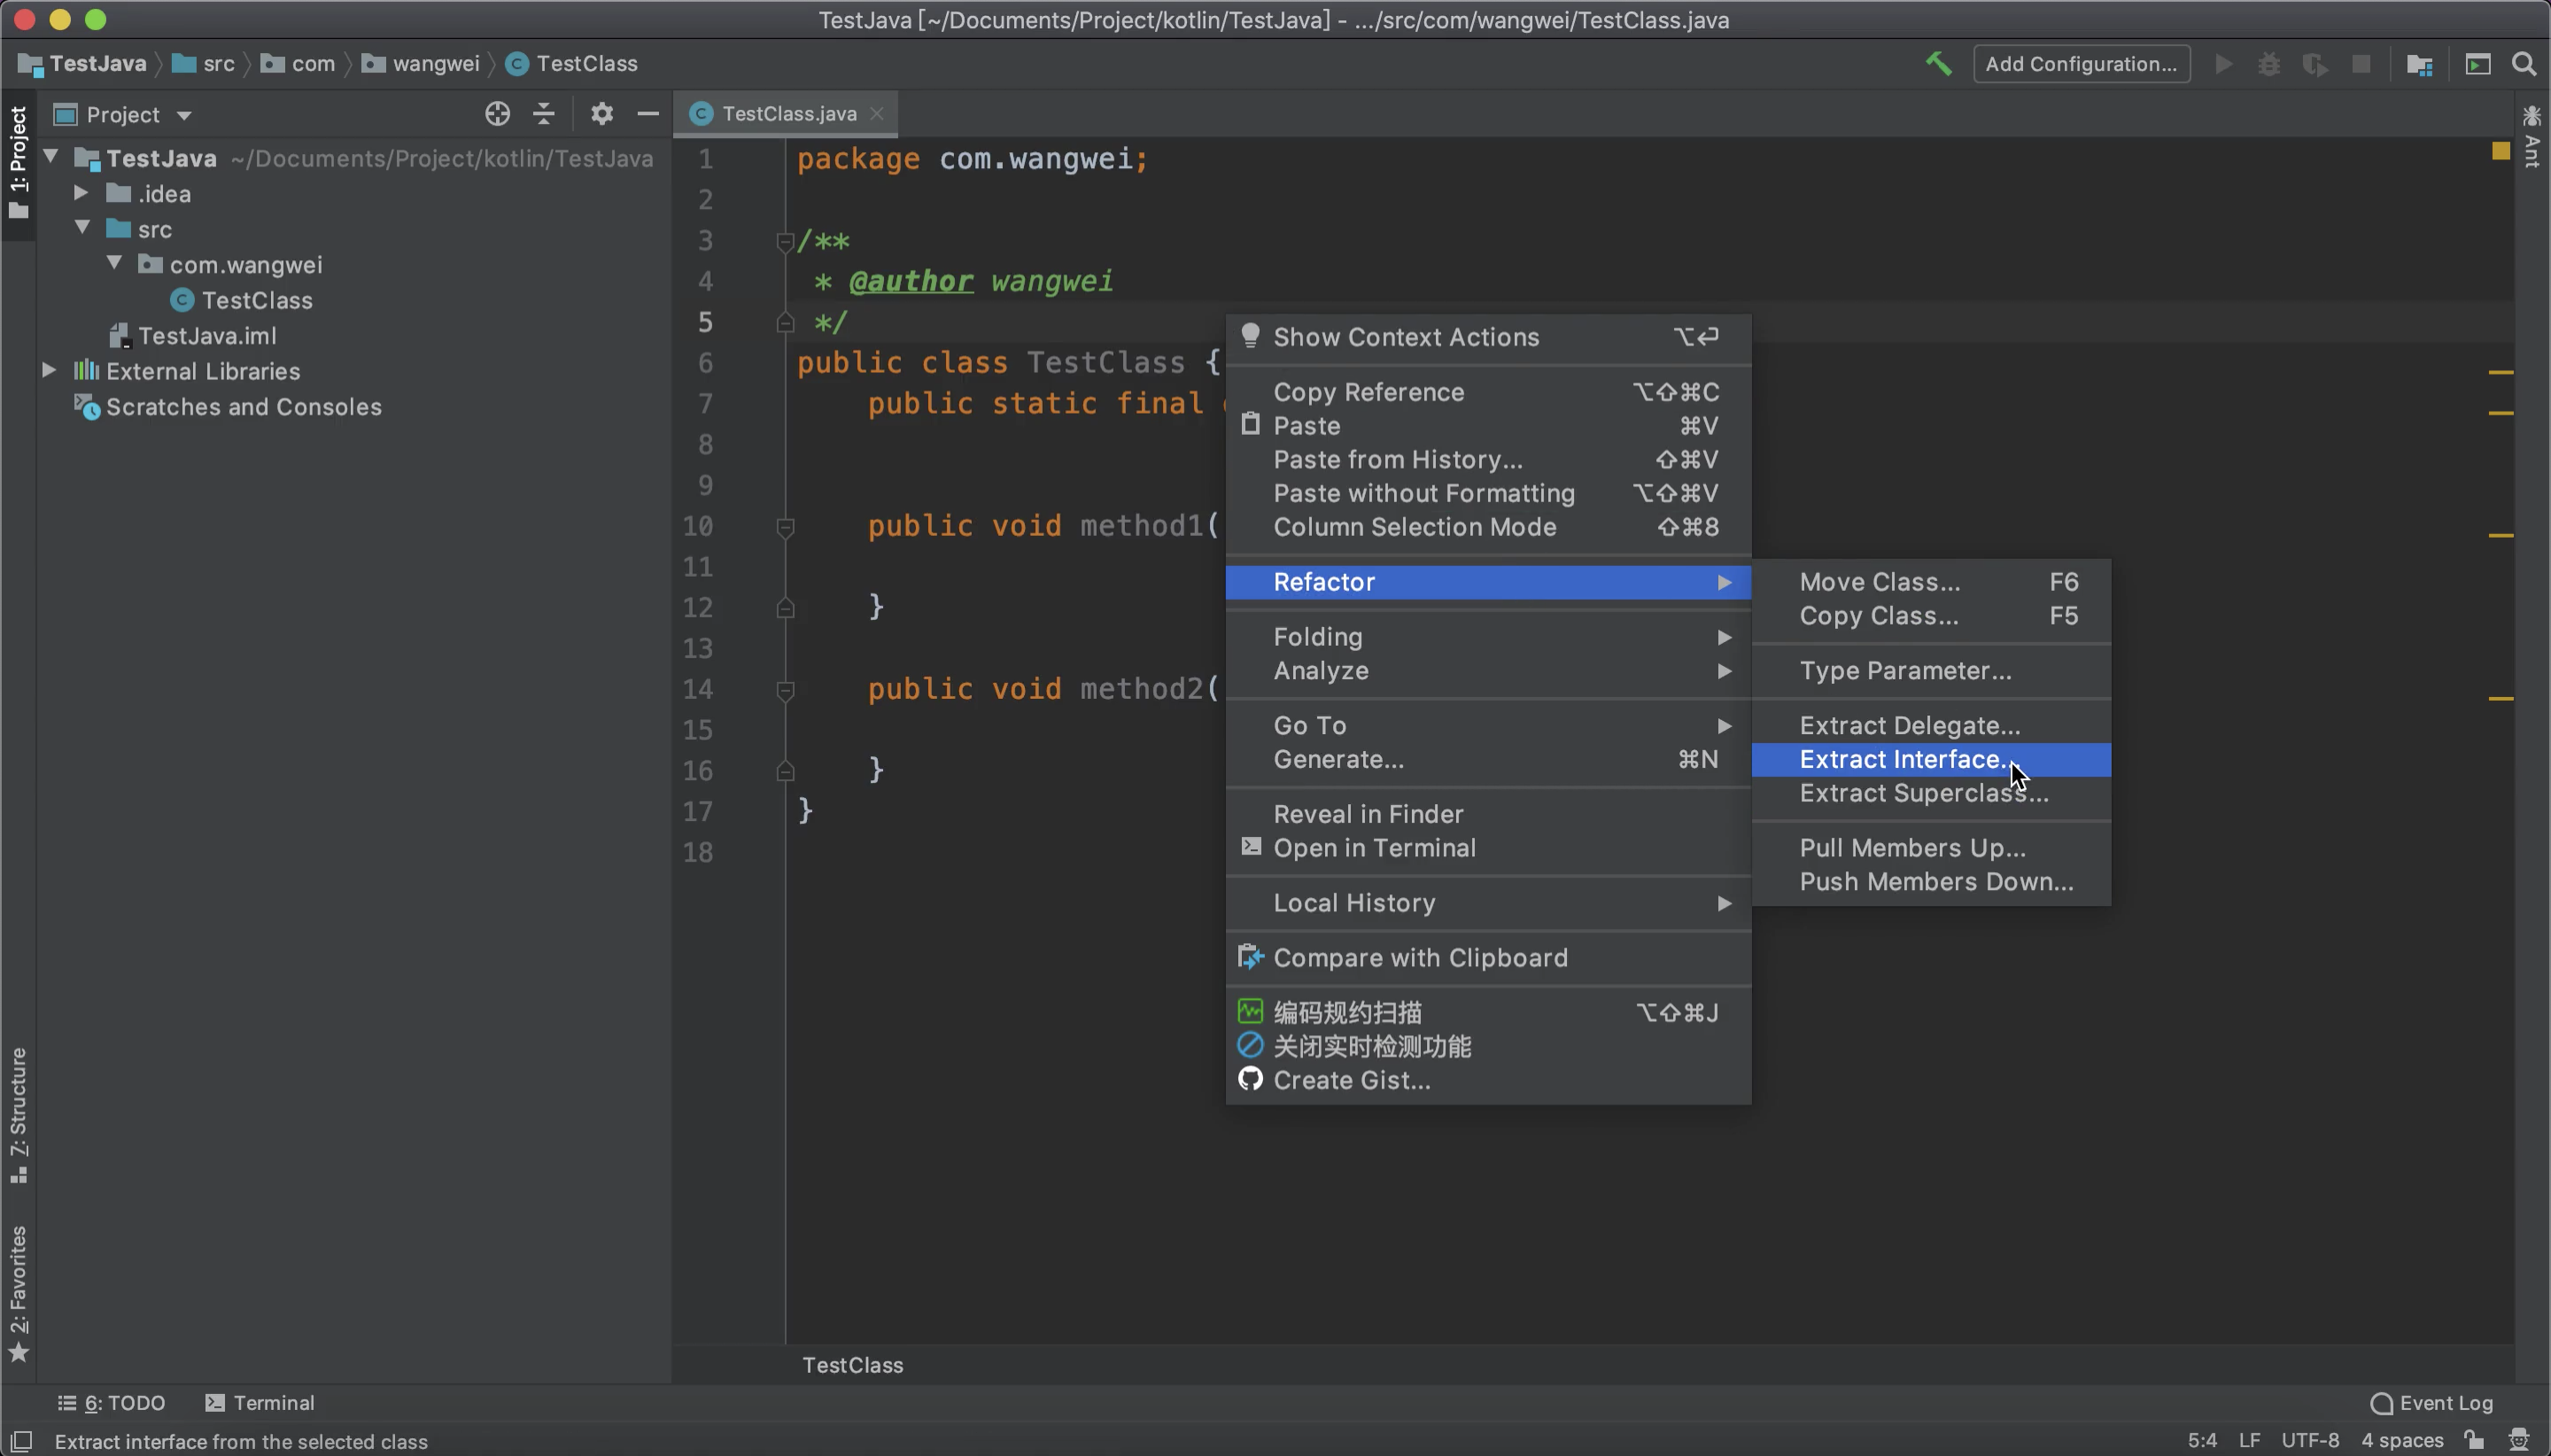 TestJava [~/Documents/Project/kotlin/TestJava] - .../src/com/wangwei/TestClass.java
TestJava src com wangwei TestClass
Add Configuration...
1: Project
Project
TestJava ~/Documents/Project/kotlin/TestJava
.idea
src
com.wangwei
TestClass
TestJava.iml
External Libraries
Scratches and Consoles
Z: Structure
2: Favorites
TestClass.java
1 package com.wangwei;
2
3 /**
4 * @author wangwei
5 */
6 public class TestClass {
7 public static final
8
9
10 public void method1(
11
12 }
13
14 public void method2(
15
16 }
17 }
18
Show Context Actions ⌥⏎
Copy Reference ⌥⇧⌘C
Paste ⌘V
Paste from History... ⇧⌘V
Paste without Formatting ⌥⇧⌘V
Column Selection Mode ⇧⌘8
Refactor
Folding
Analyze
Go To
Generate... ⌘N
Reveal in Finder
Open in Terminal
Local History
Compare with Clipboard
编码规约扫描 ⌥⇧⌘J
关闭实时检测功能
Create Gist...
Move Class... F6
Copy Class... F5
Type Parameter...
Extract Delegate...
Extract Interface...
Extract Superclass...
Pull Members Up...
Push Members Down...
Ant
TestClass
6: TODO Terminal Event Log
Extract interface from the selected class 5:4 LF UTF-8 4 spaces